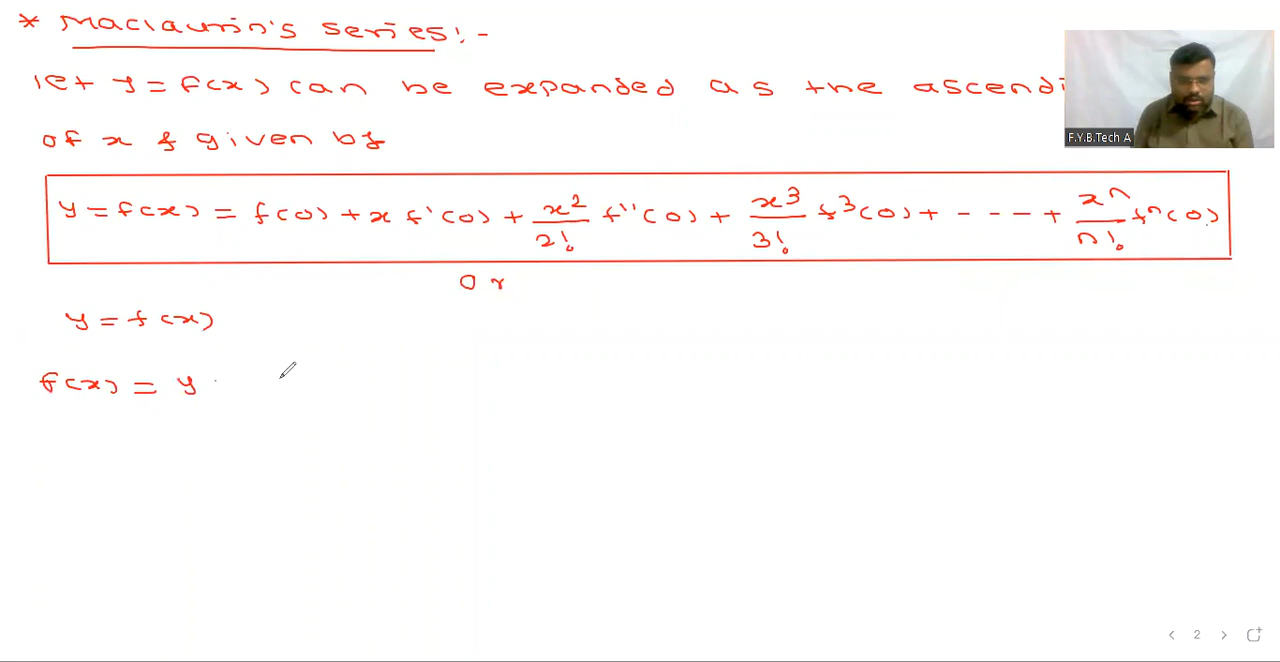 * Maclaurin's series:-
let y = f(x) can be expanded as the ascendi
of x & given by
y = f(x) = f(0) + x f'(0) + x²/2! f''(0) + x³/3! f³(0) + ---- + xⁿ/n! fⁿ(0)
or
y = f(x)
f(x) = y
F.Y.B.Tech A
2